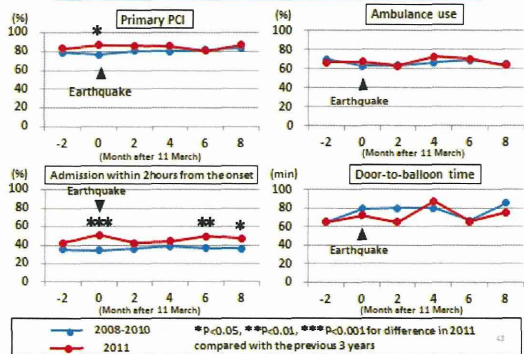 Primary PCI
(%)
100
80
60
40
20
0
*
Earthquake
-2 0 2 4 6 8
(Month after 11 March)
Ambulance use
(%)
100
80
60
40
20
0
Earthquake
-2 0 2 4 6 8
(Month after 11 March)
(%)
Admission within 2hours from the onset
Earthquake
100
80
60
40
20
0
*** ** *
-2 0 2 4 6 8
(Month after 11 March)
(min)
Door-to-balloon time
100
80
60
40
20
0
Earthquake
-2 0 2 4 6 8
(Month after 11 March)
2008-2010
2011
*P<0.05, **P<0.01, ***P<0.001 for difference in 2011
compared with the previous 3 years